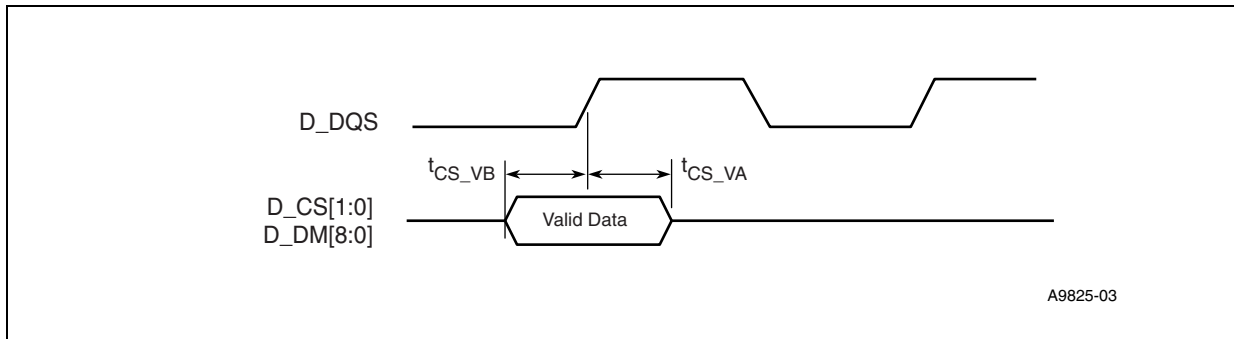 D_DQS
tCS_VB
tCS_VA
D_CS[1:0]
Valid Data
D_DM[8:0]
A9825-03